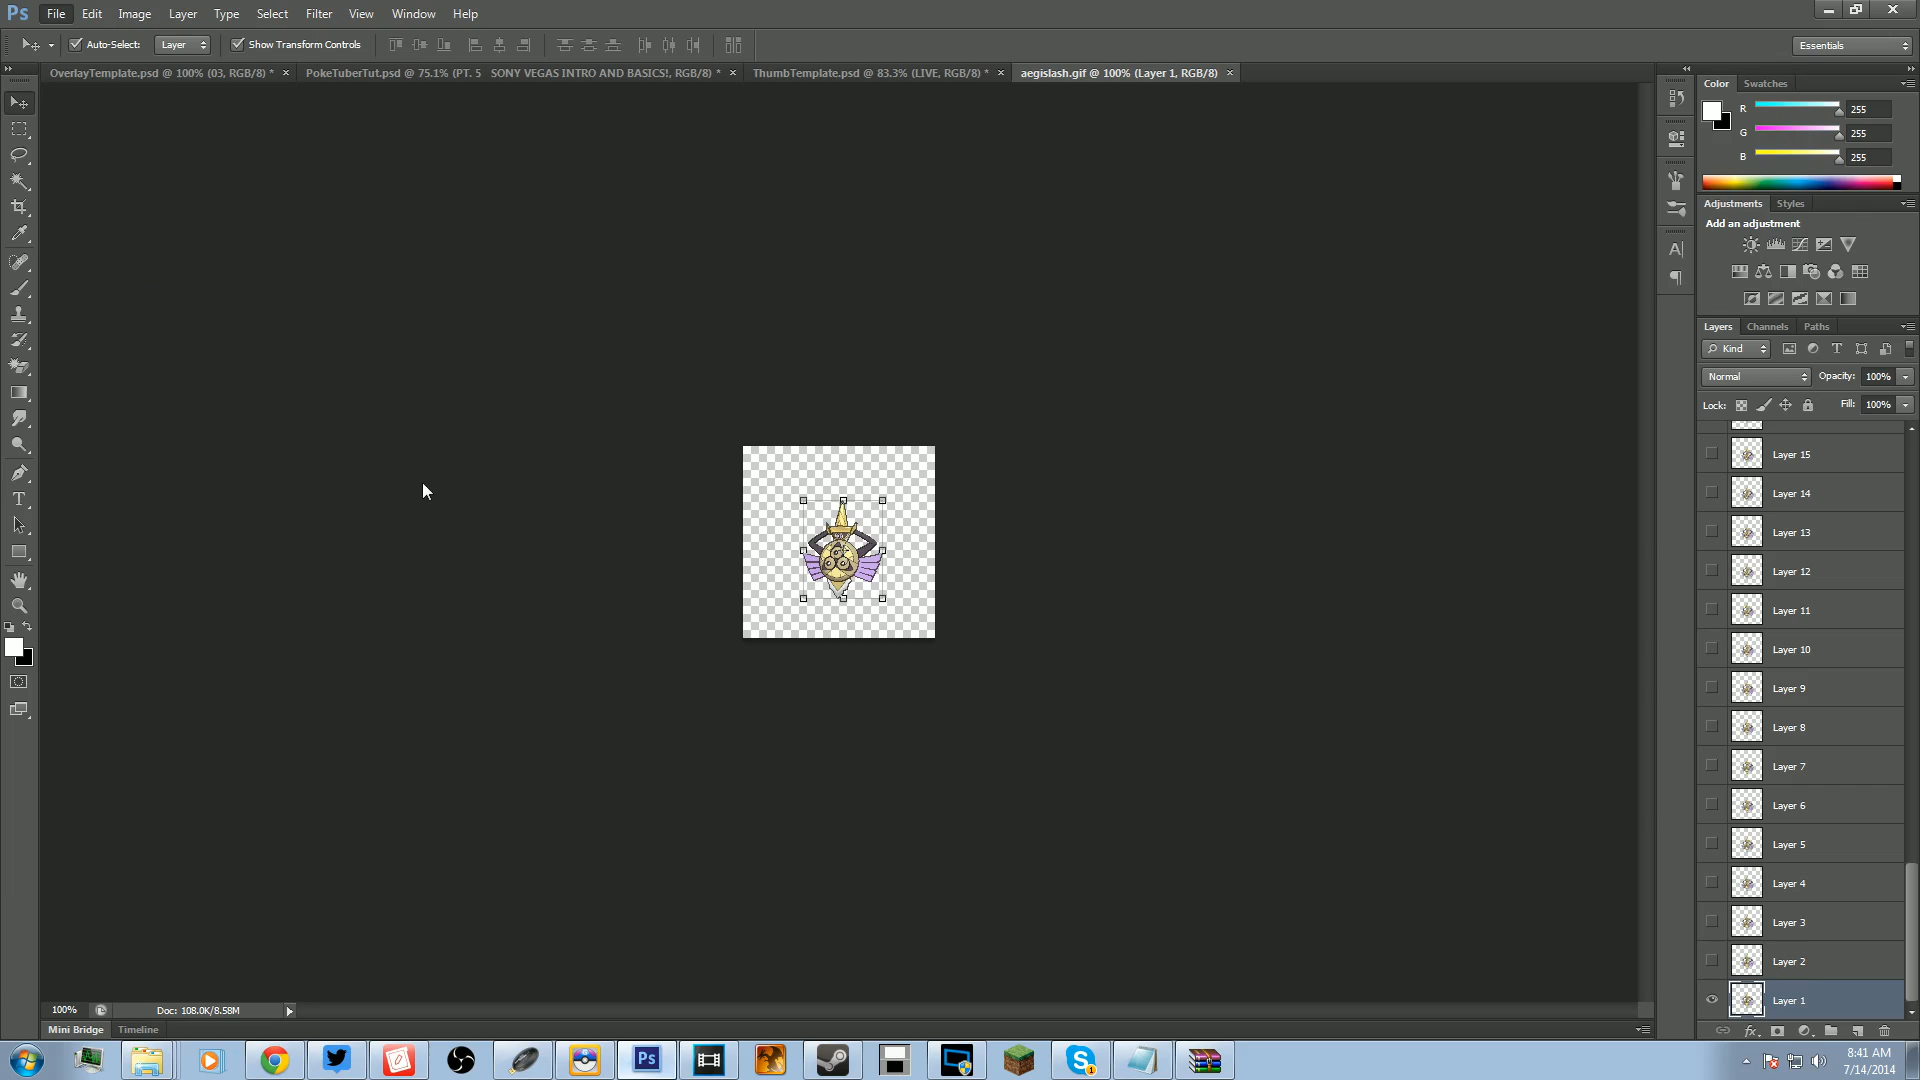 Ps File Edit Image Layer Type Select Filter View Window Help
Auto-Select: Layer Show Transform Controls Essentials
OverlayTemplate.psd @ 100% (03, RGB/8) * PokeTuberTut.psd @ 75.1% (PT. 5 SONY VEGAS INTRO AND BASICS!, RGB/8) * ThumbTemplate.psd @ 83.3% (LIVE, RGB/8) * aegislash.gif @ 100% (Layer 1, RGB/8)
Color Swatches
R 255
G 255
B 255
Adjustments Styles
Add an adjustment
Layers Channels Paths
Kind
Normal Opacity: 100%
Lock: Fill: 100%
Layer 15
Layer 14
Layer 13
Layer 12
Layer 11
Layer 10
Layer 9
Layer 8
Layer 7
Layer 6
Layer 5
Layer 4
Layer 3
Layer 2
Layer 1
100% Doc: 108.0K/8.58M
Mini Bridge Timeline
Ps
8:41 AM
7/14/2014